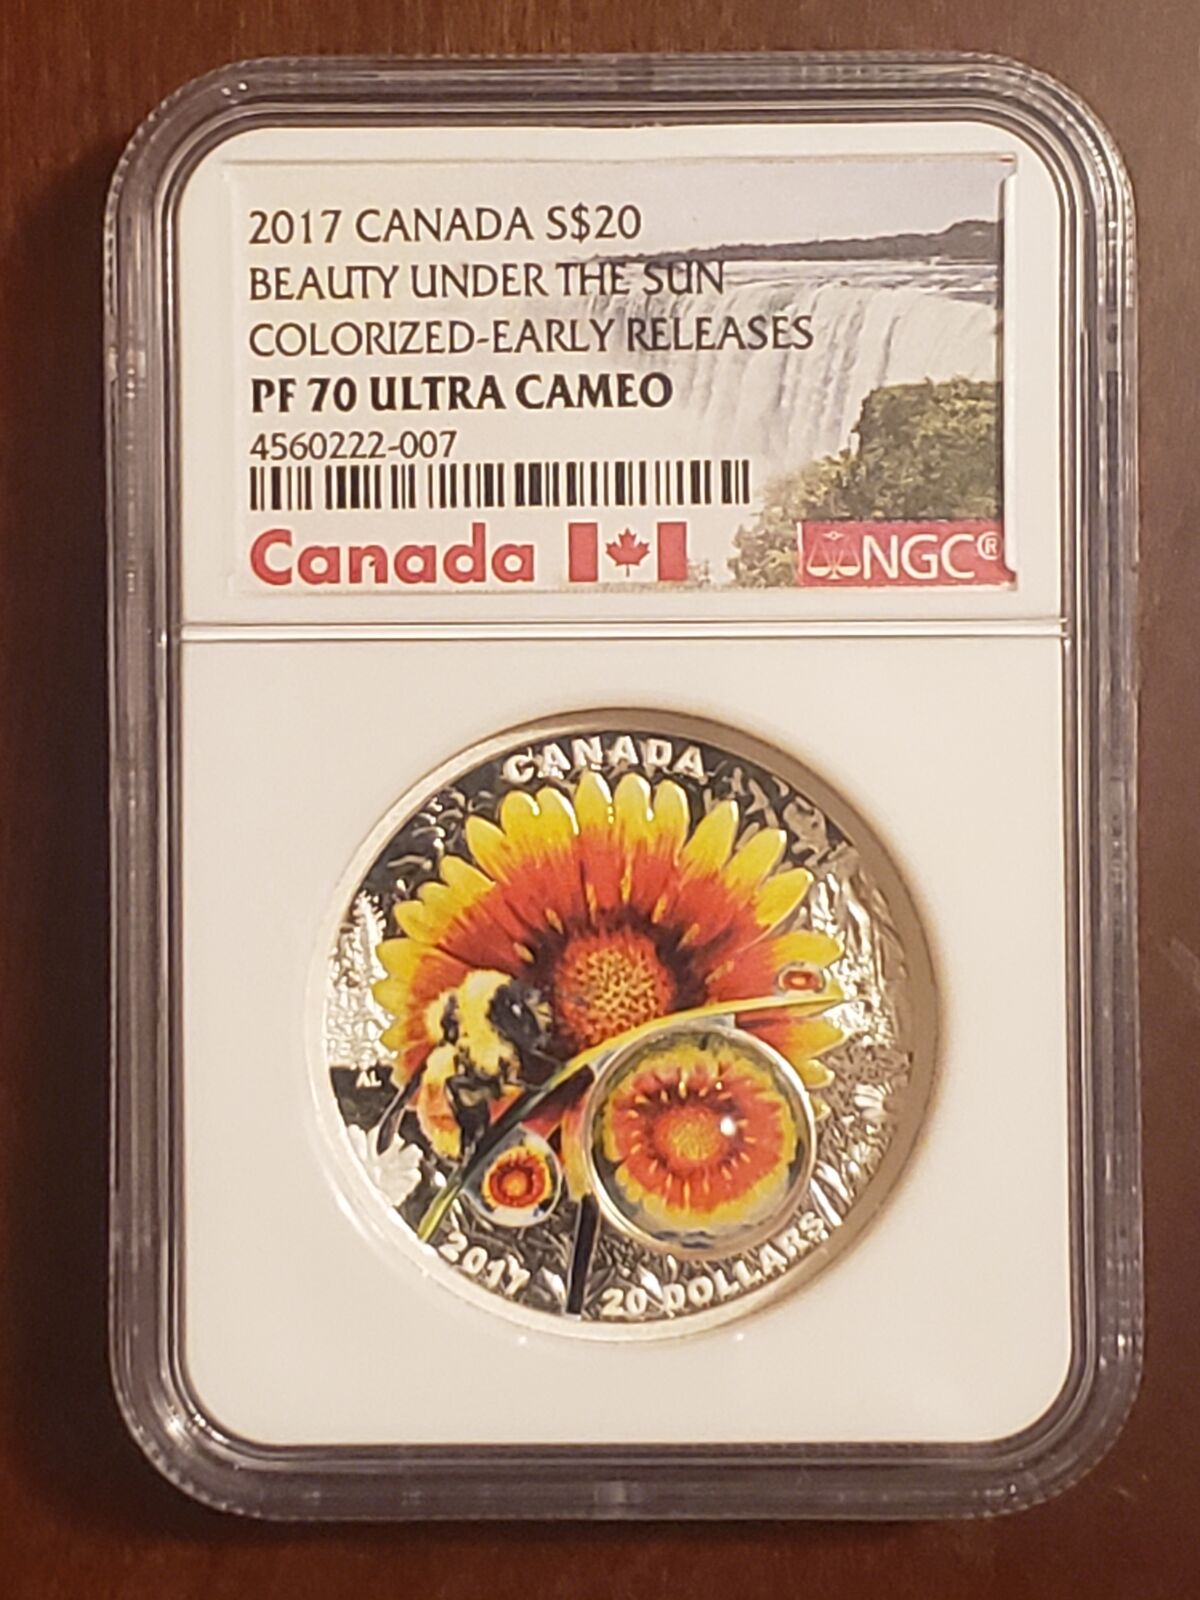 2017 CANADA S$20
BEAUTY UNDER THE SUN
COLORIZED-EARLY RELEASES
PF 70 ULTRA CAMEO
4560222-007
Canada
NGC®
CANADA
AL
2017
20 DOLLARS